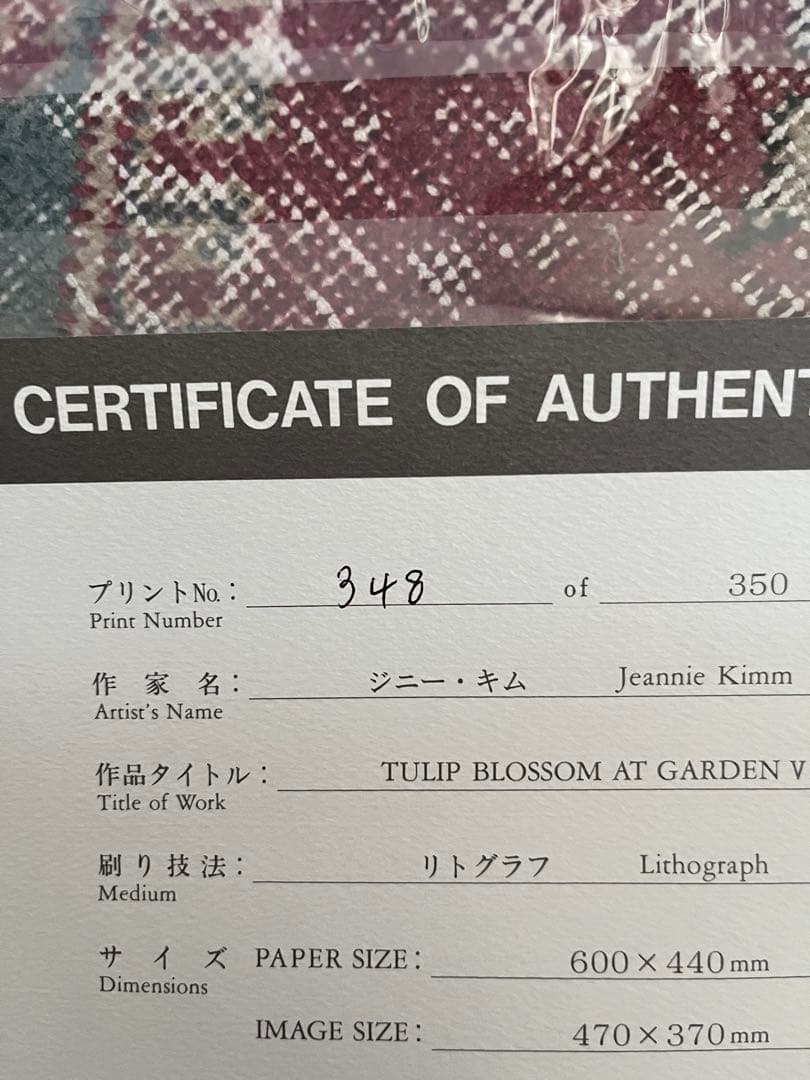 CERTIFICATE OF AUTHENT
プリントNo.: 348 of 350
Print Number
作家名: ジニー・キム Jeannie Kimm
Artist's Name
作品タイトル: TULIP BLOSSOM AT GARDEN V
Title of Work
刷り技法: リトグラフ Lithograph
Medium
サイズ PAPER SIZE: 600×440mm
Dimensions
IMAGE SIZE: 470×370mm